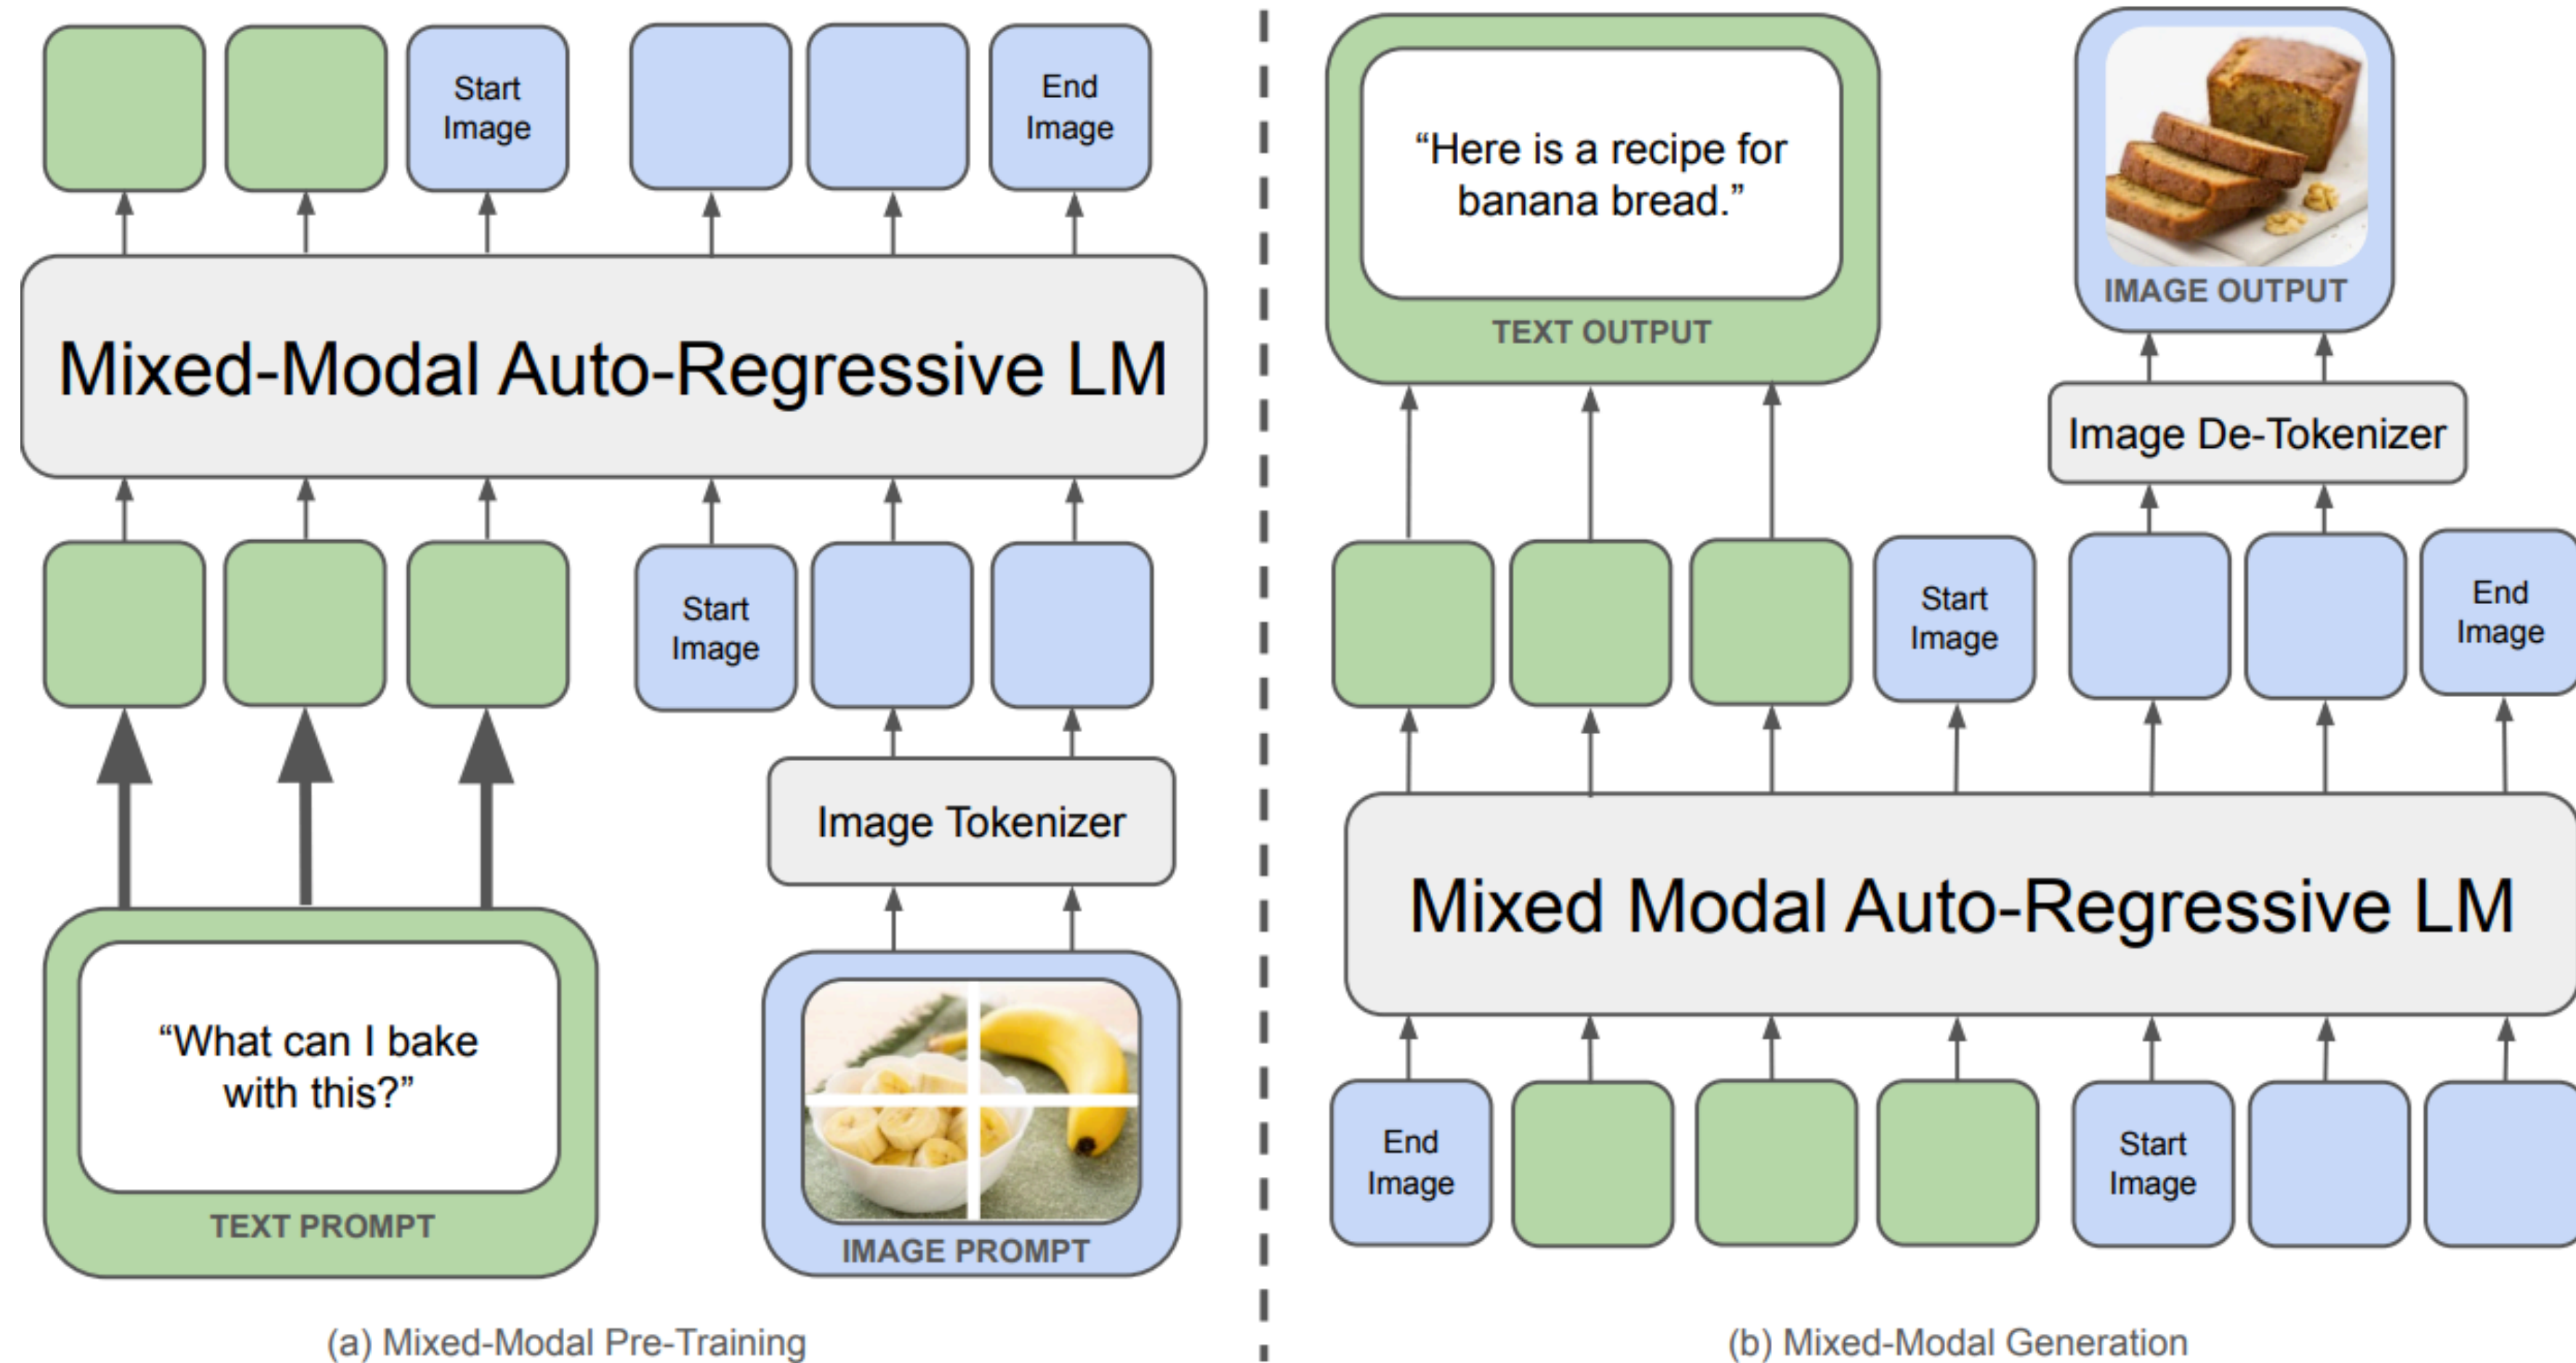 Start
Image
End
Image
Mixed-Modal Auto-Regressive LM
Start
Image
Image Tokenizer
“What can I bake
with this?”
TEXT PROMPT
IMAGE PROMPT
(a) Mixed-Modal Pre-Training
“Here is a recipe for
banana bread.”
TEXT OUTPUT
IMAGE OUTPUT
Image De-Tokenizer
Start
Image
End
Image
Mixed Modal Auto-Regressive LM
End
Image
Start
Image
(b) Mixed-Modal Generation